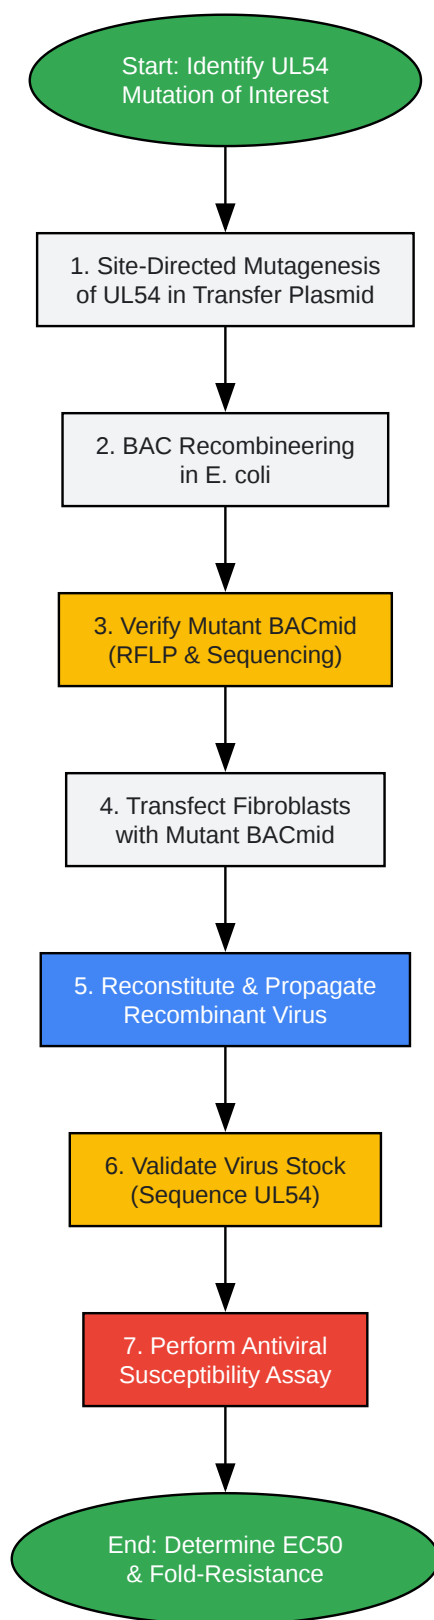 Start: Identify UL54
Mutation of Interest
1. Site-Directed Mutagenesis
of UL54 in Transfer Plasmid
2. BAC Recombineering
in E. coli
3. Verify Mutant BACmid
(RFLP & Sequencing)
4. Transfect Fibroblasts
with Mutant BACmid
5. Reconstitute & Propagate
Recombinant Virus
6. Validate Virus Stock
(Sequence UL54)
7. Perform Antiviral
Susceptibility Assay
End: Determine EC50
& Fold-Resistance